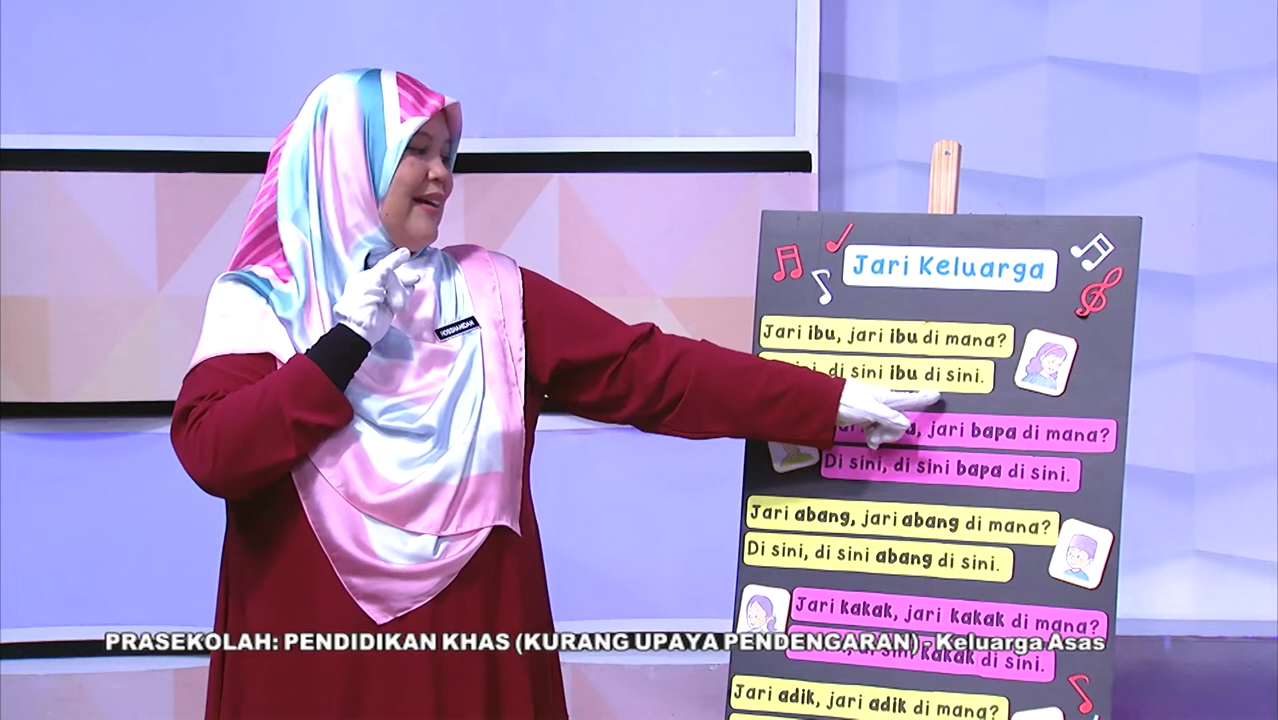 Jari Keluarga
Jari ibu, jari ibu di mana?
di sini ibu di sini.
jari bapa di mana?
Di sini, di sini bapa di sini.
Jari abang, jari abang di mana?
Di sini, di sini abang di sini.
Jari kakak, jari kakak di mana?
di sini kakak di sini.
PRASEKOLAH: PENDIDIKAN KHAS (KURANG UPAYA PENDENGARAN) - Keluarga Asas
Jari adik, jari adik di mana?